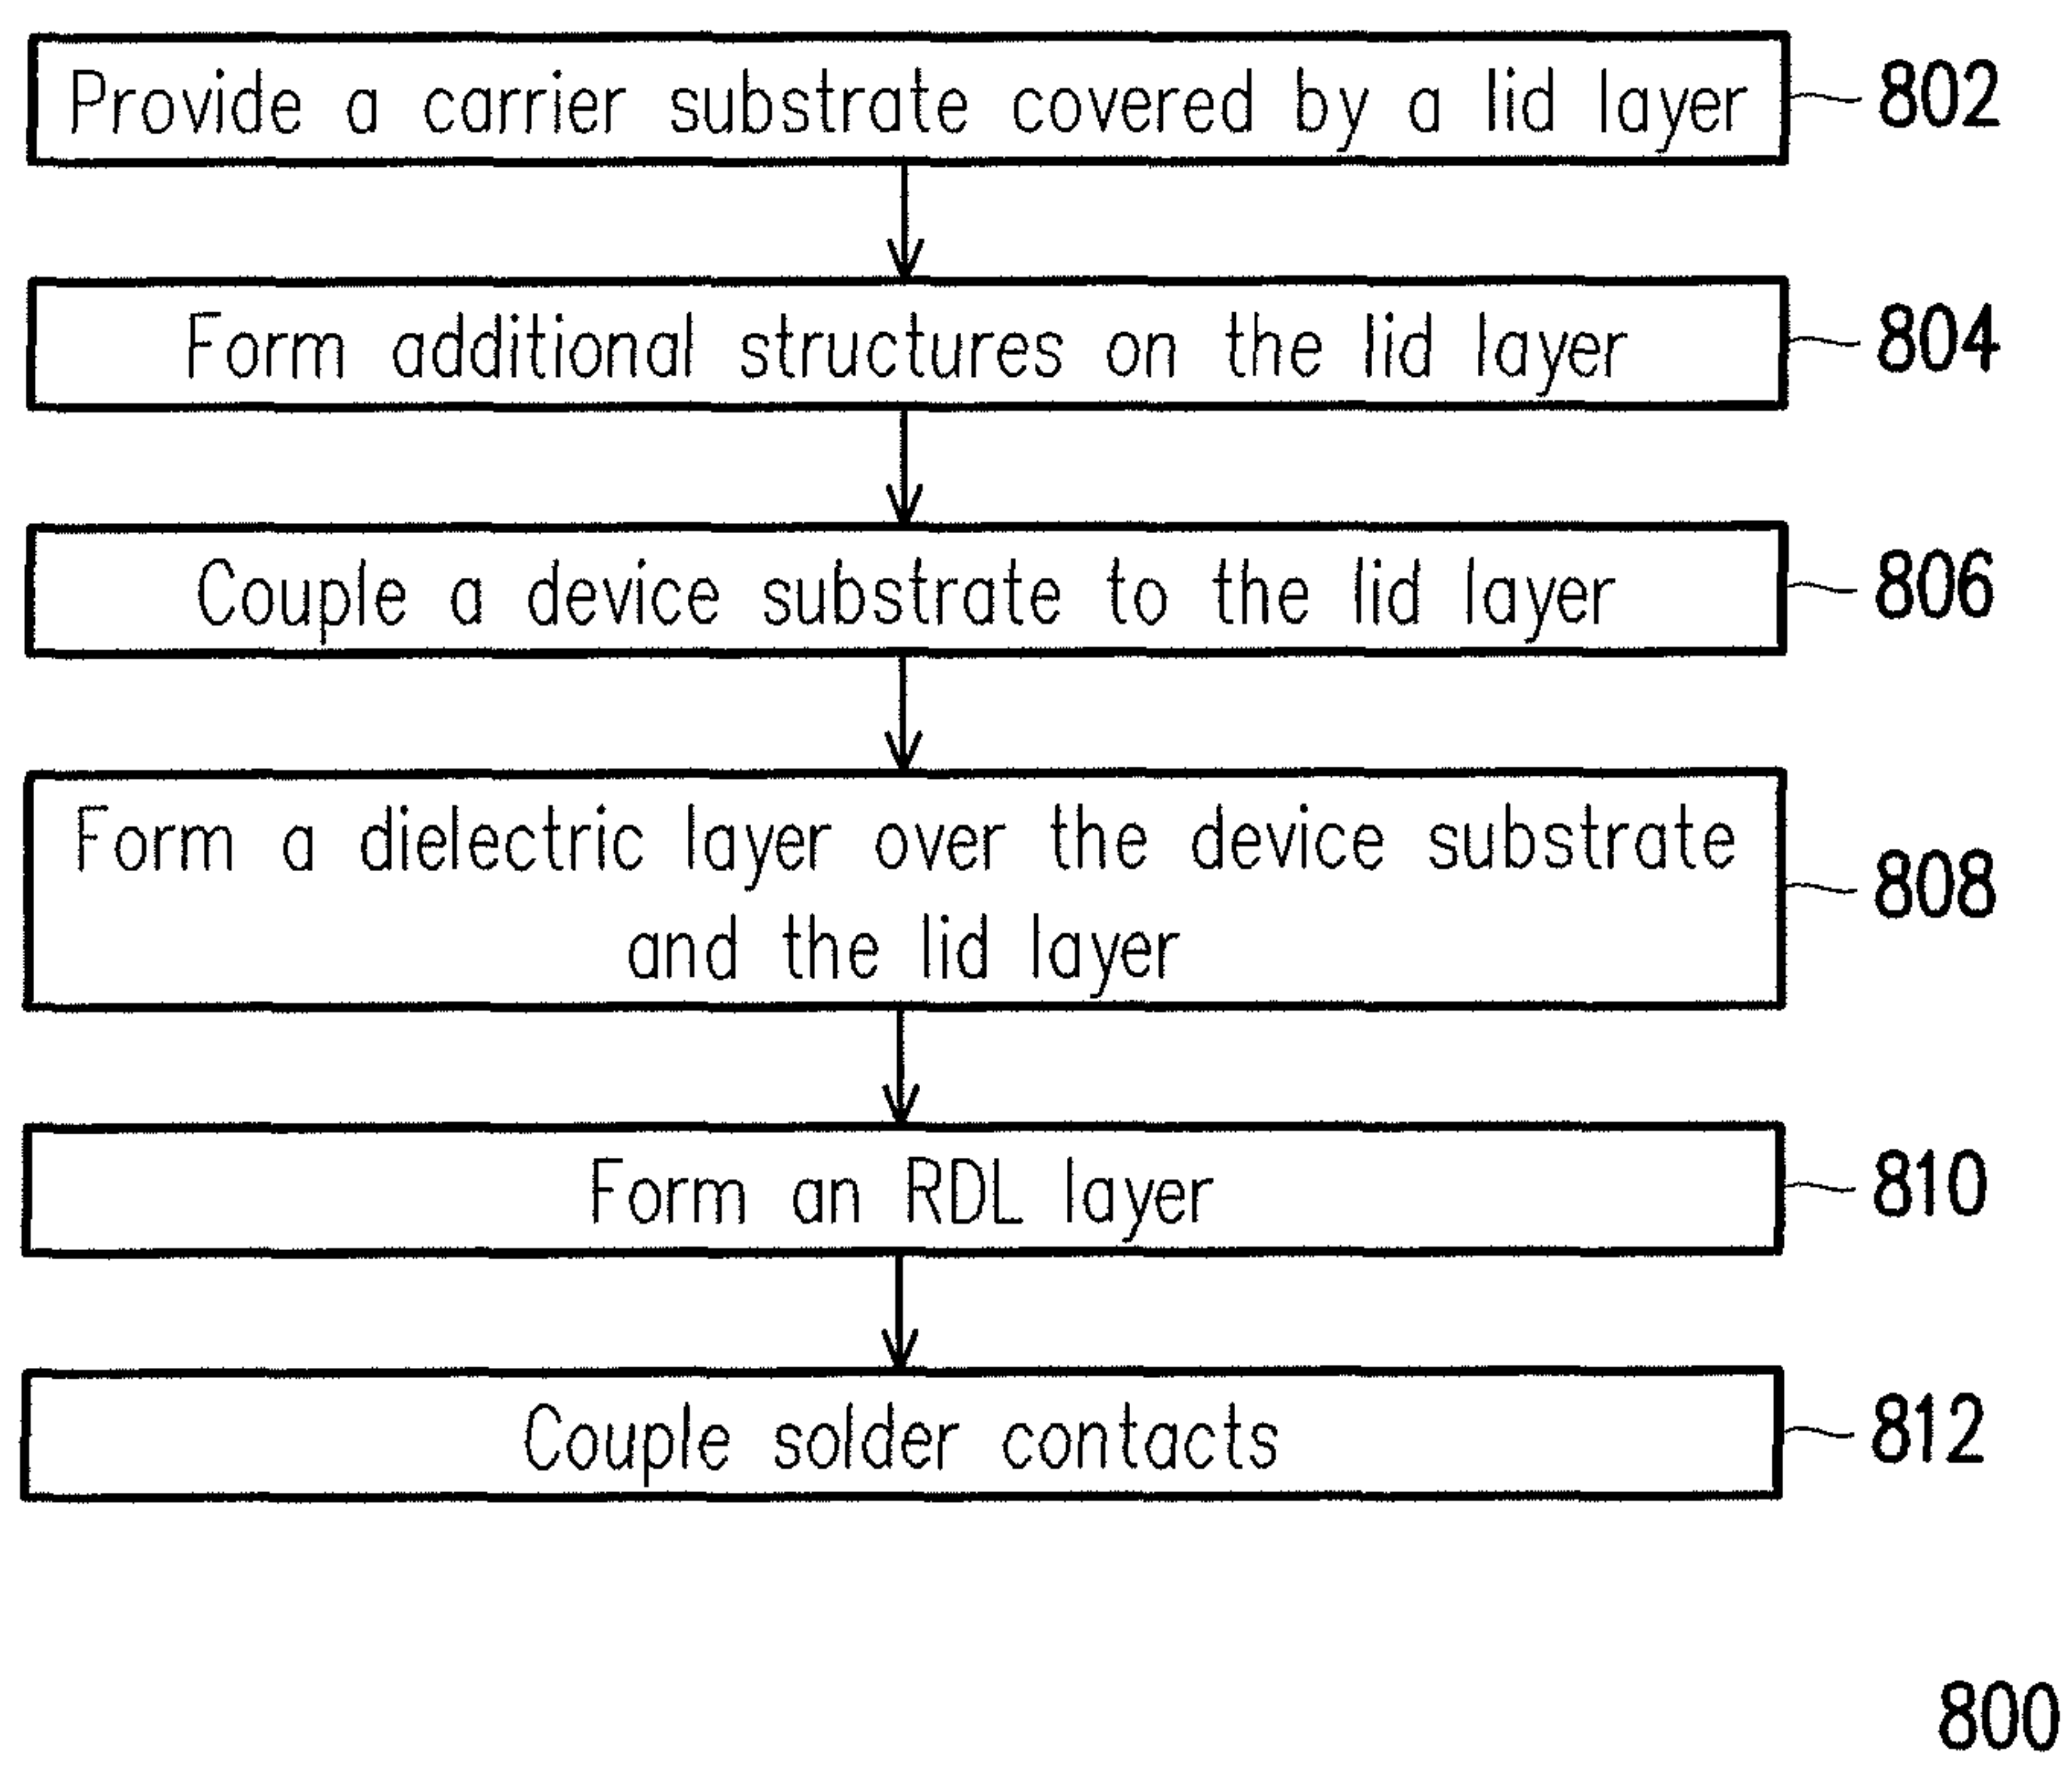 Provide a carrier substrate covered by a lid layer 802
Form additional structures on the lid layer 804
Couple a device substrate to the lid layer 806
Form a dielectric layer over the device substrate
and the lid layer
808
Form an RDL layer 810
Couple solder contacts 812
800